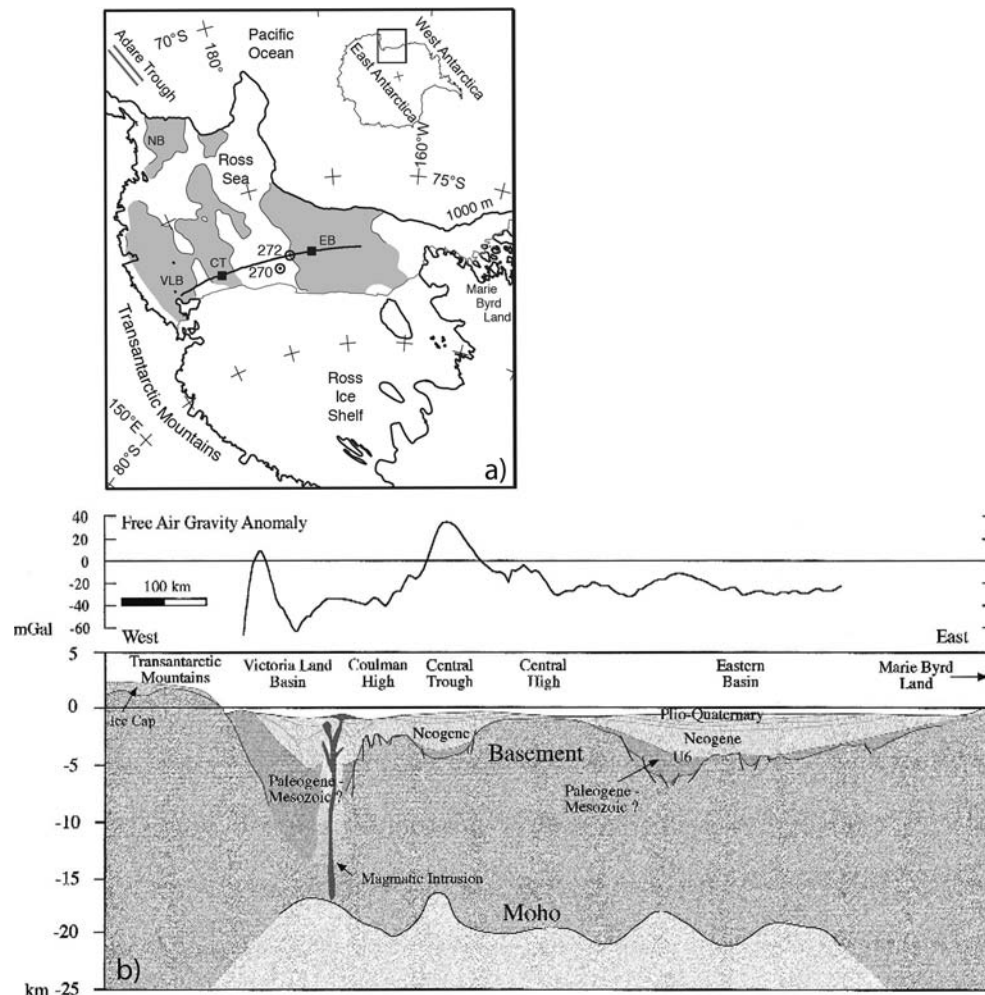 Adare Trough
70°S
180°
Pacific
Ocean
West Antarctica
East Antarctica
160°W
75°S
1000 m
NB
Ross
Sea
EB
272
270
CT
VLB
Marie
Byrd
Land
Transantarctic Mountains
Ross
Ice
Shelf
150°E
80°S
a)
40
20
0
-20
-40
-60
mGal
Free Air Gravity Anomaly
100 km
West
East
5
0
-5
-10
-15
-20
km -25
Transantarctic
Mountains
Victoria Land
Basin
Coulman
High
Central
Trough
Central
High
Eastern
Basin
Marie Byrd
Land
Ice Cap
Plio-Quaternary
Neogene
Neogene
Basement
U6
Paleogene -
Mesozoic ?
Paleogene -
Mesozoic ?
Magmatic Intrusion
Moho
b)